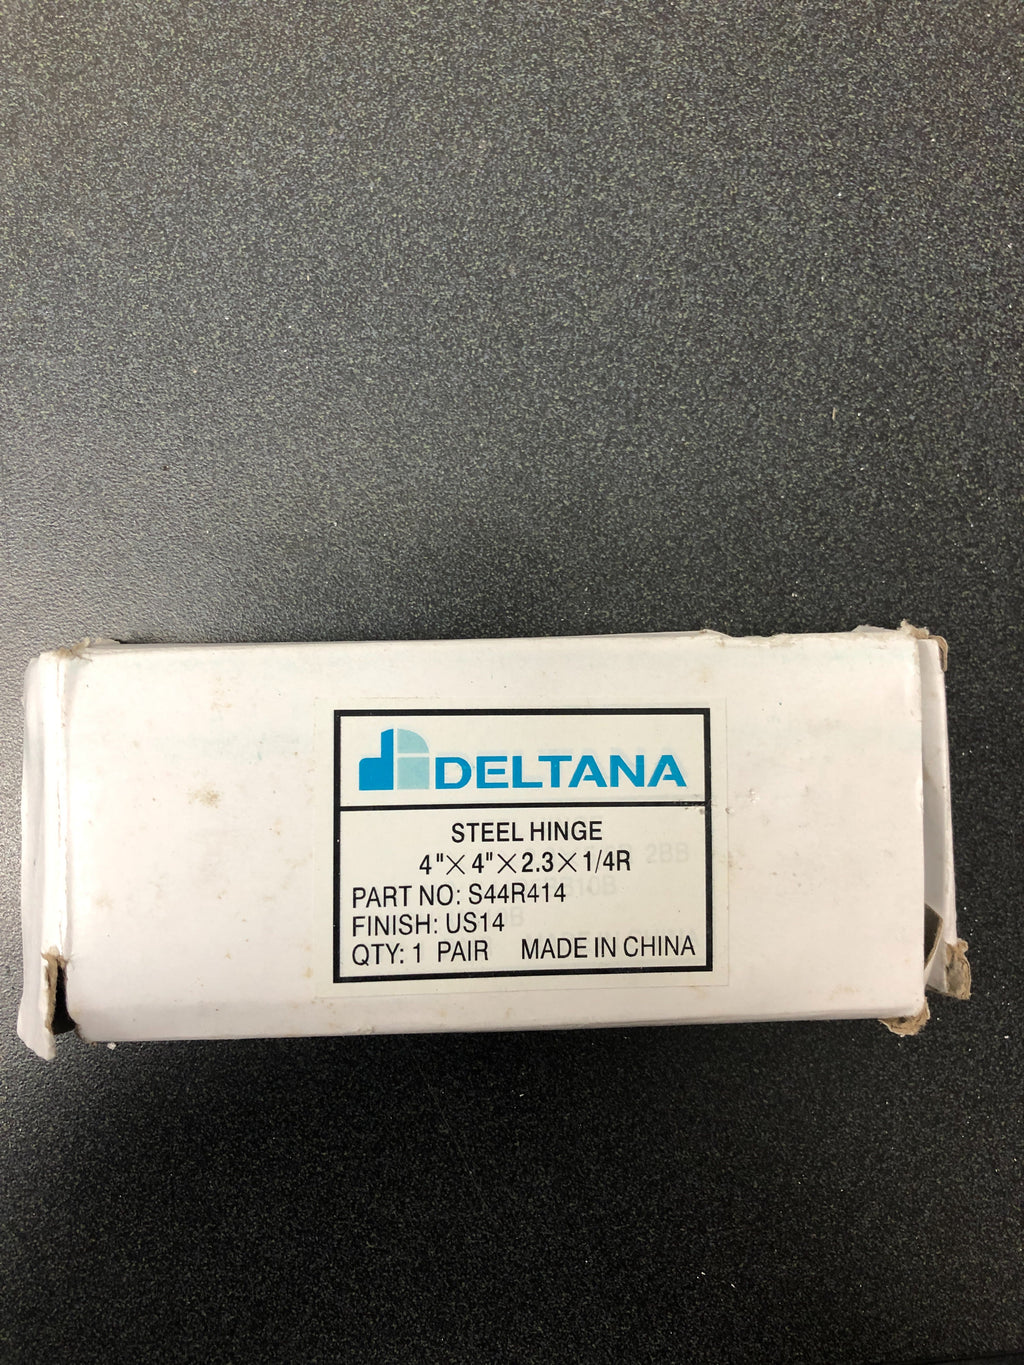 DELTANA
STEEL HINGE
4"×4"×2.3×1/4R
PART NO: S44R414
FINISH: US14
QTY: 1 PAIR MADE IN CHINA
2BB